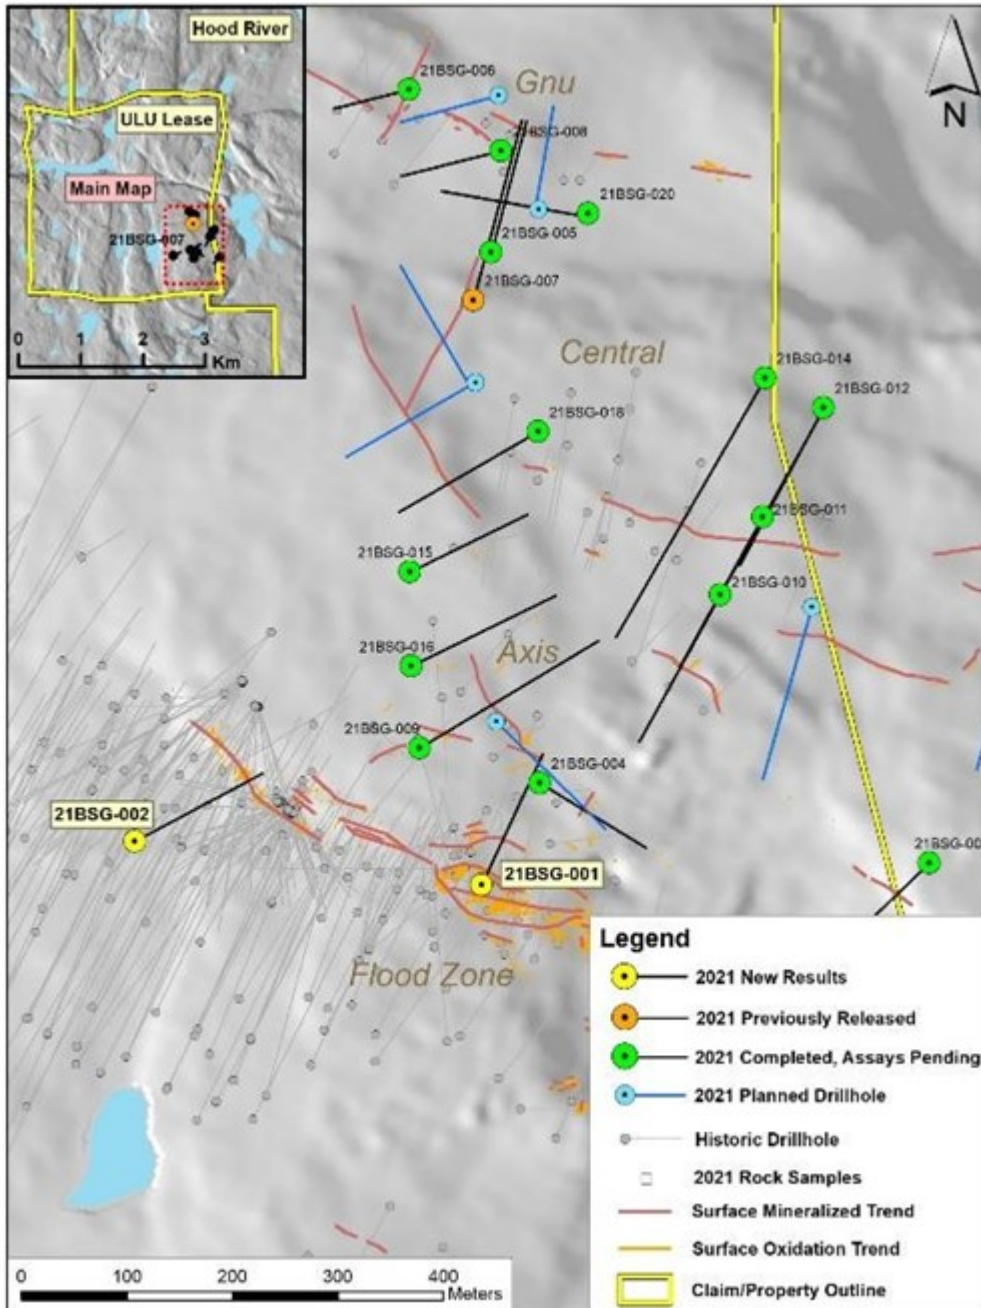 Hood River
ULU Lease
Main Map
21BSG-007
0 1 2 3
Km
N
21BSG-006
Gnu
21BSG-008
21BSG-020
21BSG-005
21BSG-007
Central
21BSG-014
21BSG-012
21BSG-018
21BSG-011
21BSG-015
21BSG-010
21BSG-016
Axis
21BSG-009
21BSG-004
21BSG-002
21BSG-00
21BSG-001
Flood Zone
Legend
2021 New Results
2021 Previously Released
2021 Completed, Assays Pending
2021 Planned Drillhole
Historic Drillhole
2021 Rock Samples
Surface Mineralized Trend
Surface Oxidation Trend
Claim/Property Outline
0 100 200 300 400
Meters